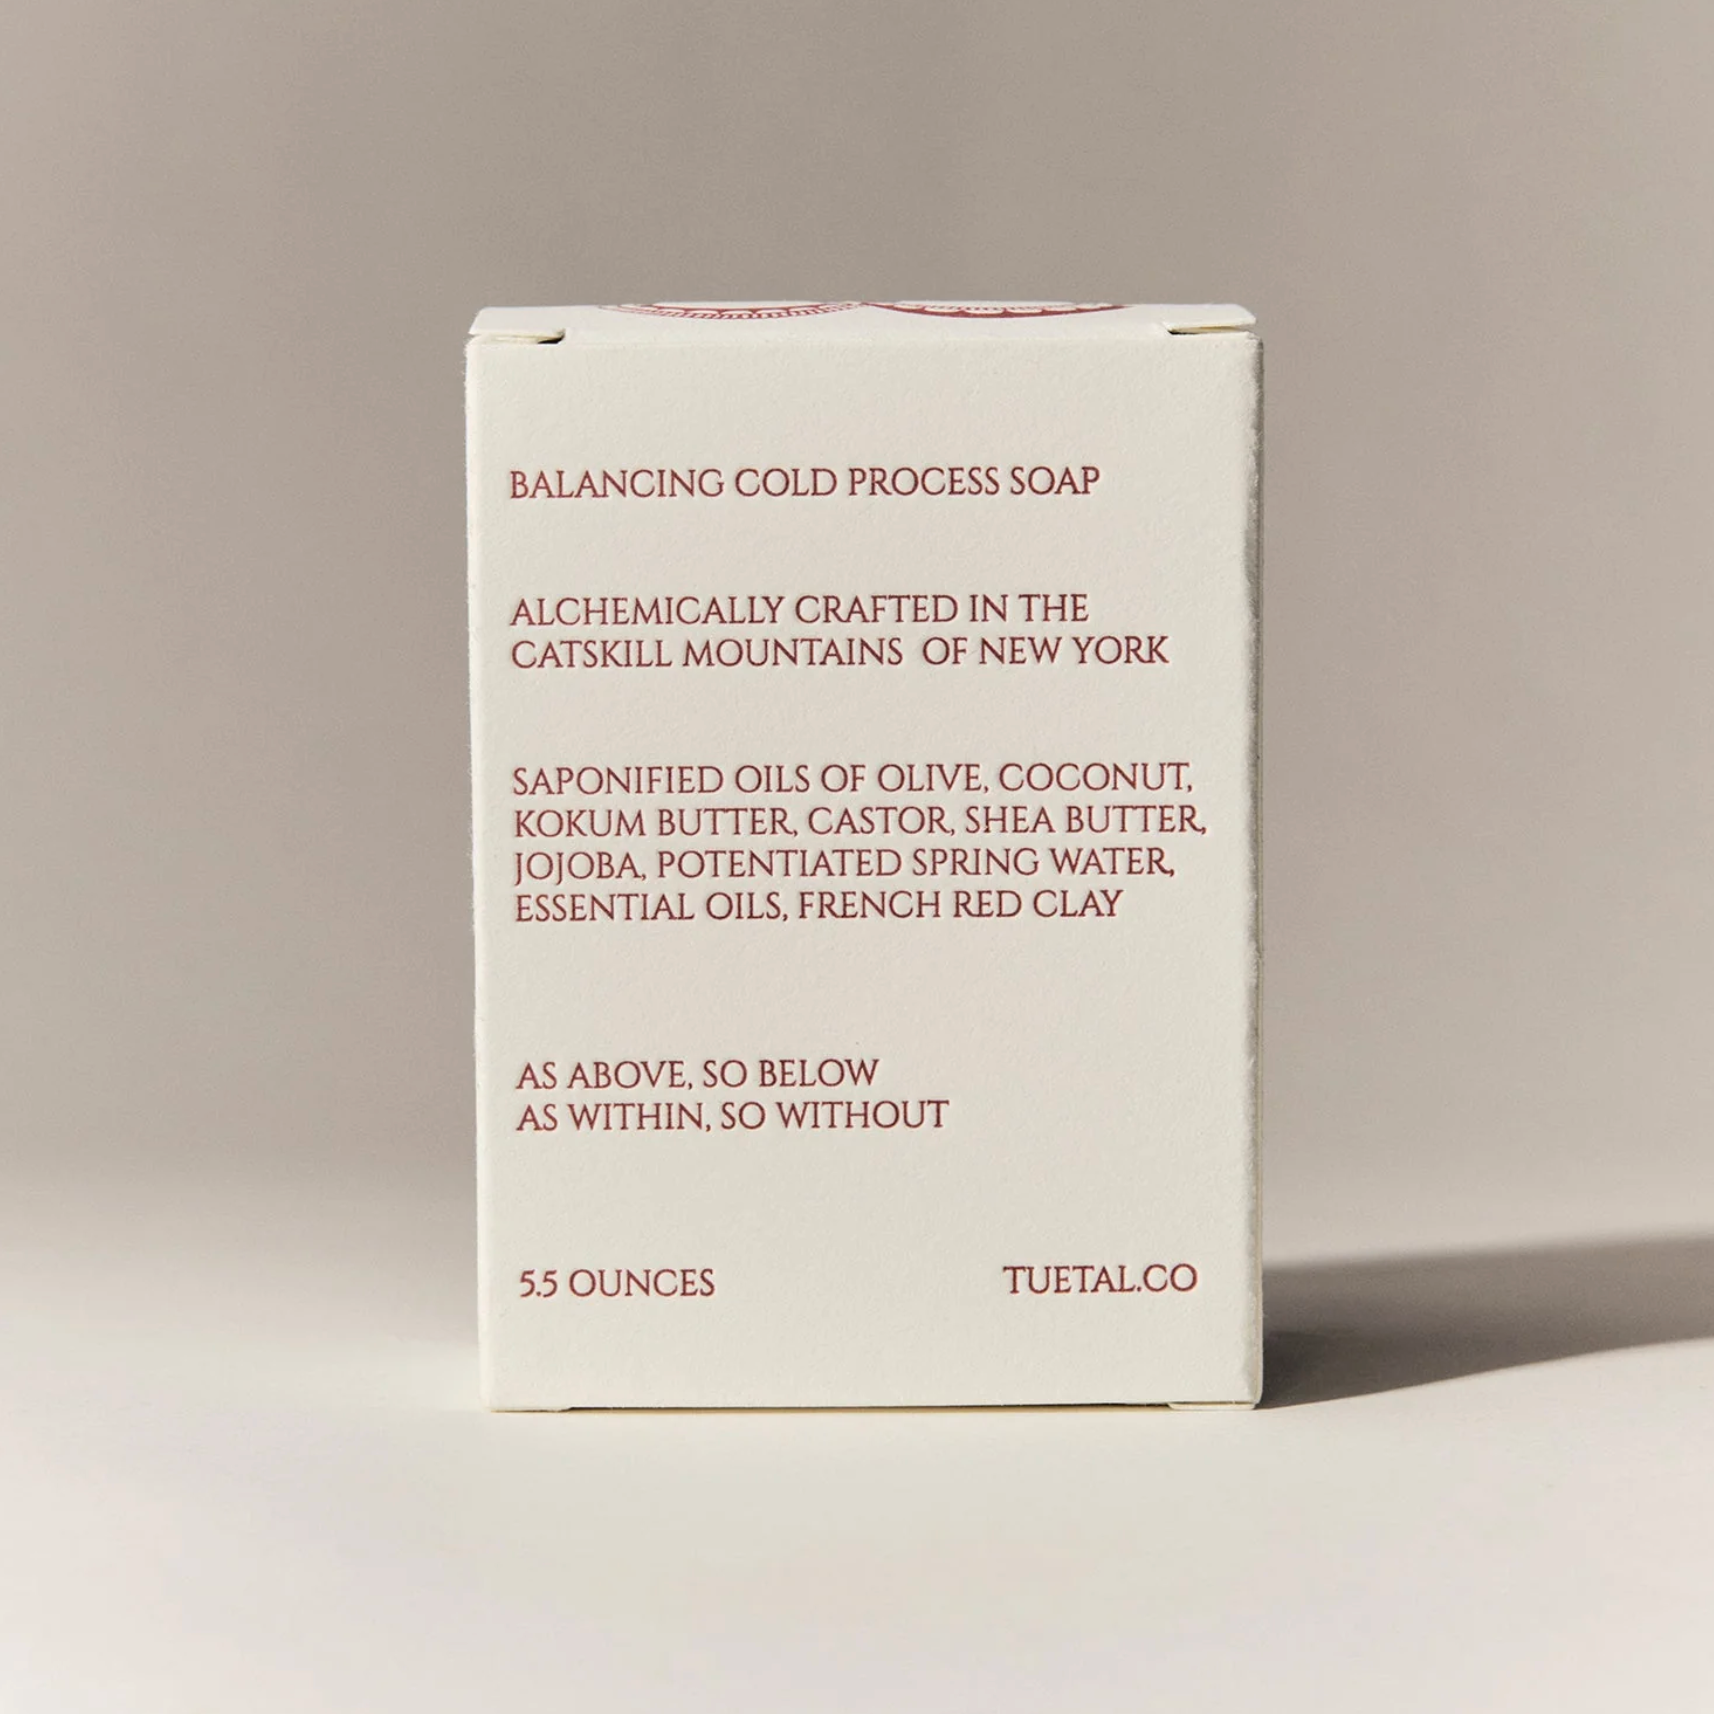 BALANCING COLD PROCESS SOAP
ALCHEMICALLY CRAFTED IN THE
CATSKILL MOUNTAINS OF NEW YORK
SAPONIFIED OILS OF OLIVE, COCONUT,
KOKUM BUTTER, CASTOR, SHEA BUTTER,
JOJOBA, POTENTIATED SPRING WATER,
ESSENTIAL OILS, FRENCH RED CLAY
AS ABOVE, SO BELOW
AS WITHIN, SO WITHOUT
5.5 OUNCES TUETAL.CO